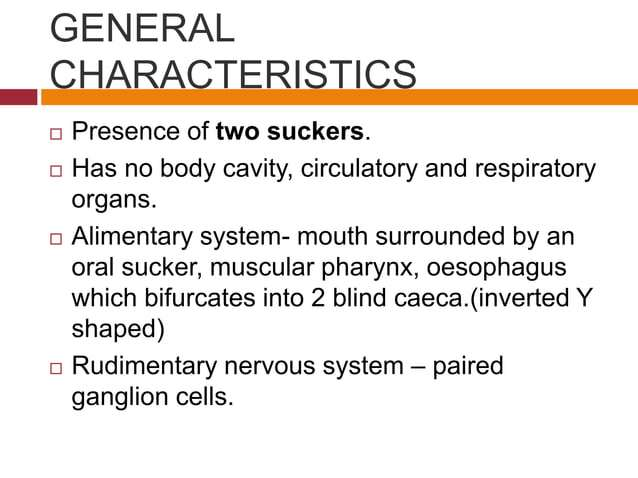 GENERAL
CHARACTERISTICS
Presence of two suckers.
Has no body cavity, circulatory and respiratory
organs.
Alimentary system- mouth surrounded by an
oral sucker, muscular pharynx, oesophagus
which bifurcates into 2 blind caeca.(inverted Y
shaped)
Rudimentary nervous system – paired
ganglion cells.